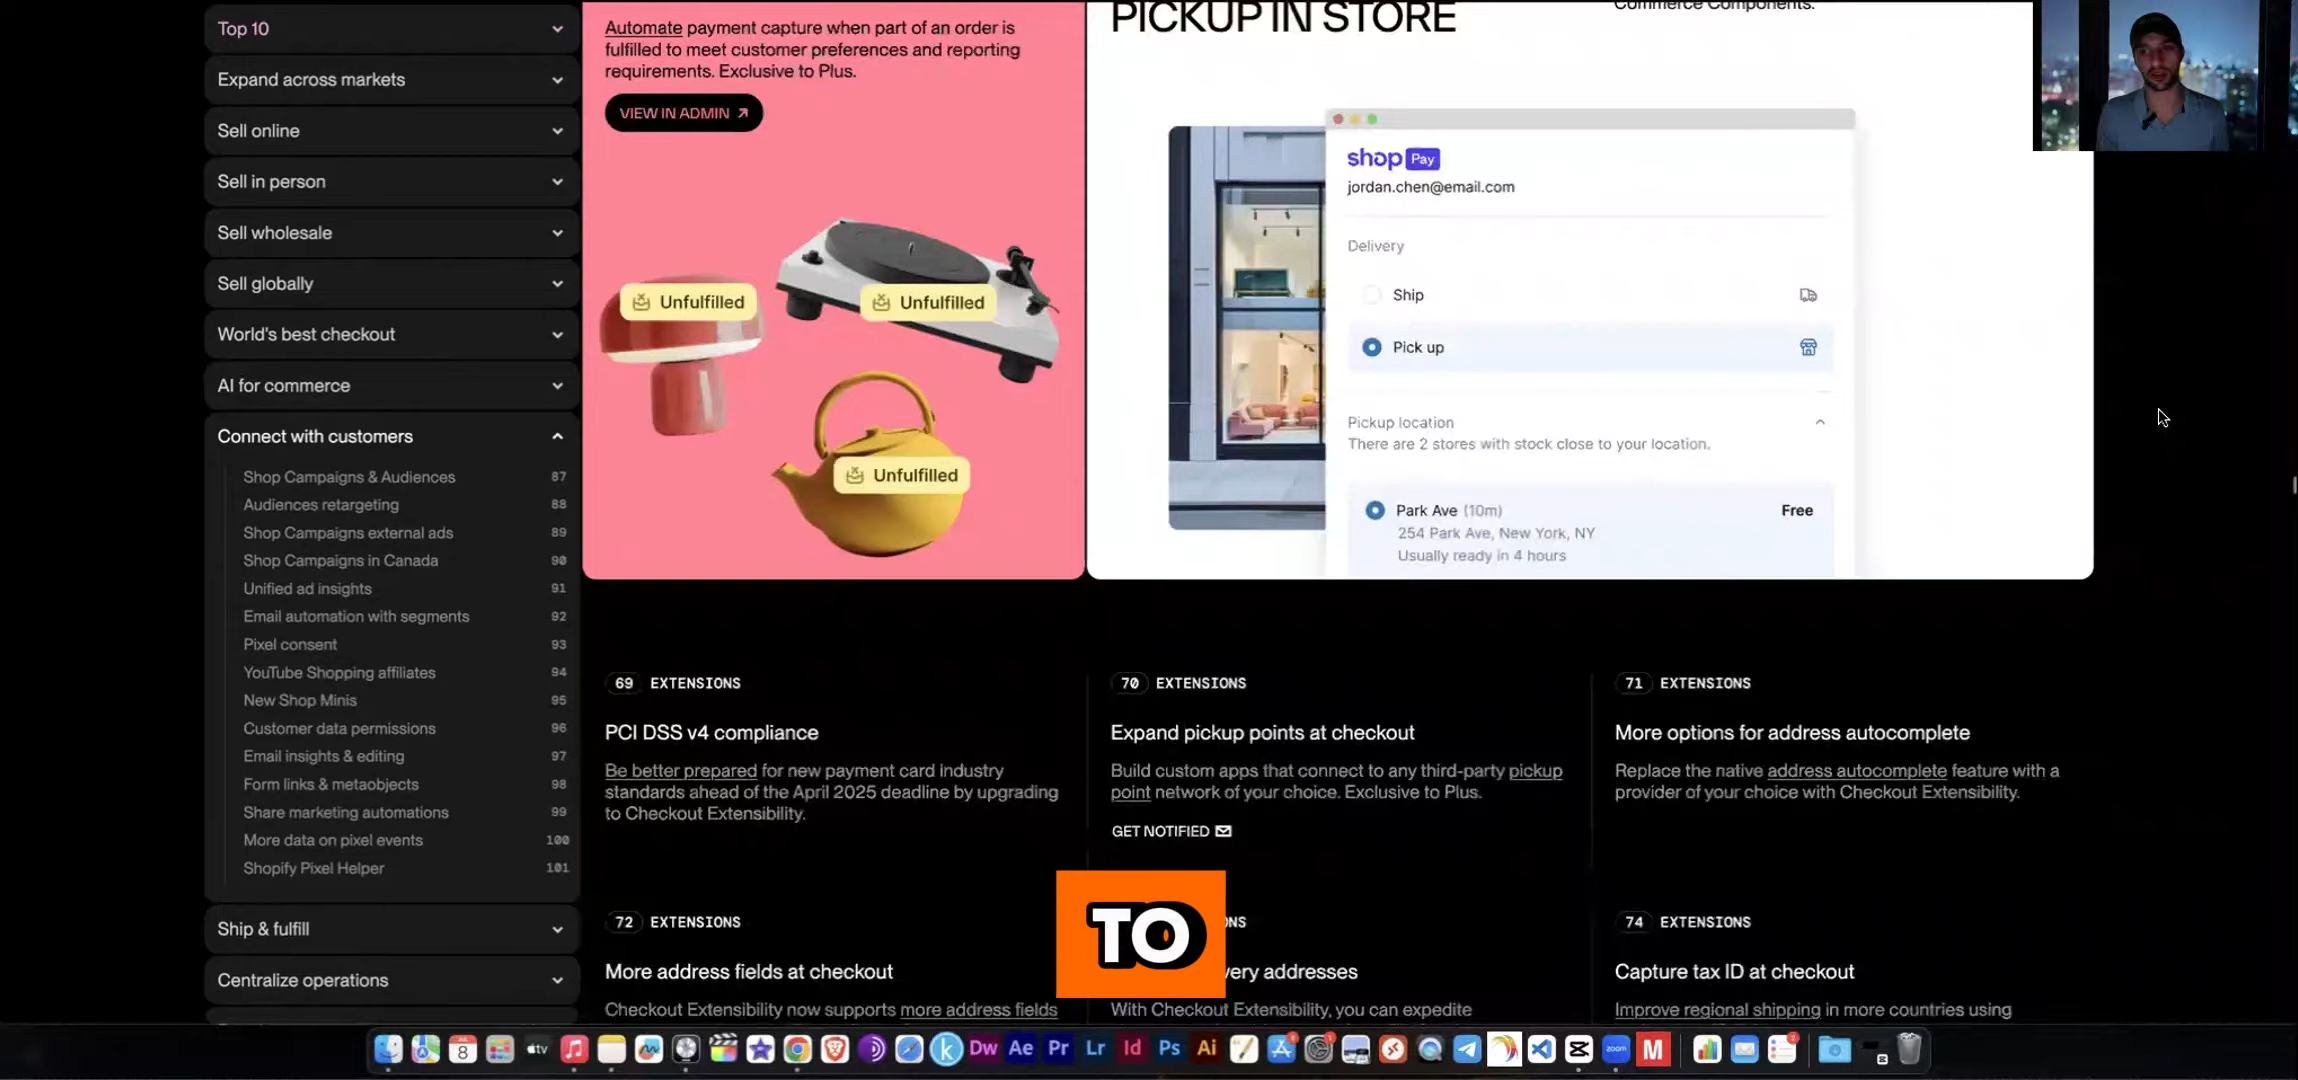 Top 10
Expand across markets
Sell online
Sell in person
Sell wholesale
Sell globally
World's best checkout
AI for commerce
Connect with customers
Shop Campaigns & Audiences 87
Audiences retargeting 88
Shop Campaigns external ads 89
Shop Campaigns in Canada 90
Unified ad insights 91
Email automation with segments 92
Pixel consent 93
YouTube Shopping affiliates 94
New Shop Minis 95
Customer data permissions 96
Email insights & editing 97
Form links & metaobjects 98
Share marketing automations 99
More data on pixel events 100
Shopify Pixel Helper 101
Ship & fulfill
Centralize operations
Automate payment capture when part of an order is
fulfilled to meet customer preferences and reporting
requirements. Exclusive to Plus.
VIEW IN ADMIN
Unfulfilled
Unfulfilled
Unfulfilled
PICKUP IN STORE
Commerce Components.
shop Pay
jordan.chen@email.com
Delivery
Ship
Pick up
Pickup location
There are 2 stores with stock close to your location.
Park Ave (10m) Free
254 Park Ave, New York, NY
Usually ready in 4 hours
69 EXTENSIONS
PCI DSS v4 compliance
Be better prepared for new payment card industry
standards ahead of the April 2025 deadline by upgrading
to Checkout Extensibility.
70 EXTENSIONS
Expand pickup points at checkout
Build custom apps that connect to any third-party pickup
point network of your choice. Exclusive to Plus.
GET NOTIFIED
71 EXTENSIONS
More options for address autocomplete
Replace the native address autocomplete feature with a
provider of your choice with Checkout Extensibility.
72 EXTENSIONS
More address fields at checkout
Checkout Extensibility now supports more address fields
TO
addresses
With Checkout Extensibility, you can expedite
74 EXTENSIONS
Capture tax ID at checkout
Improve regional shipping in more countries using
8
tv
k
Dw
Ae
Pr
Lr
Id
Ps
Ai
zoom
M